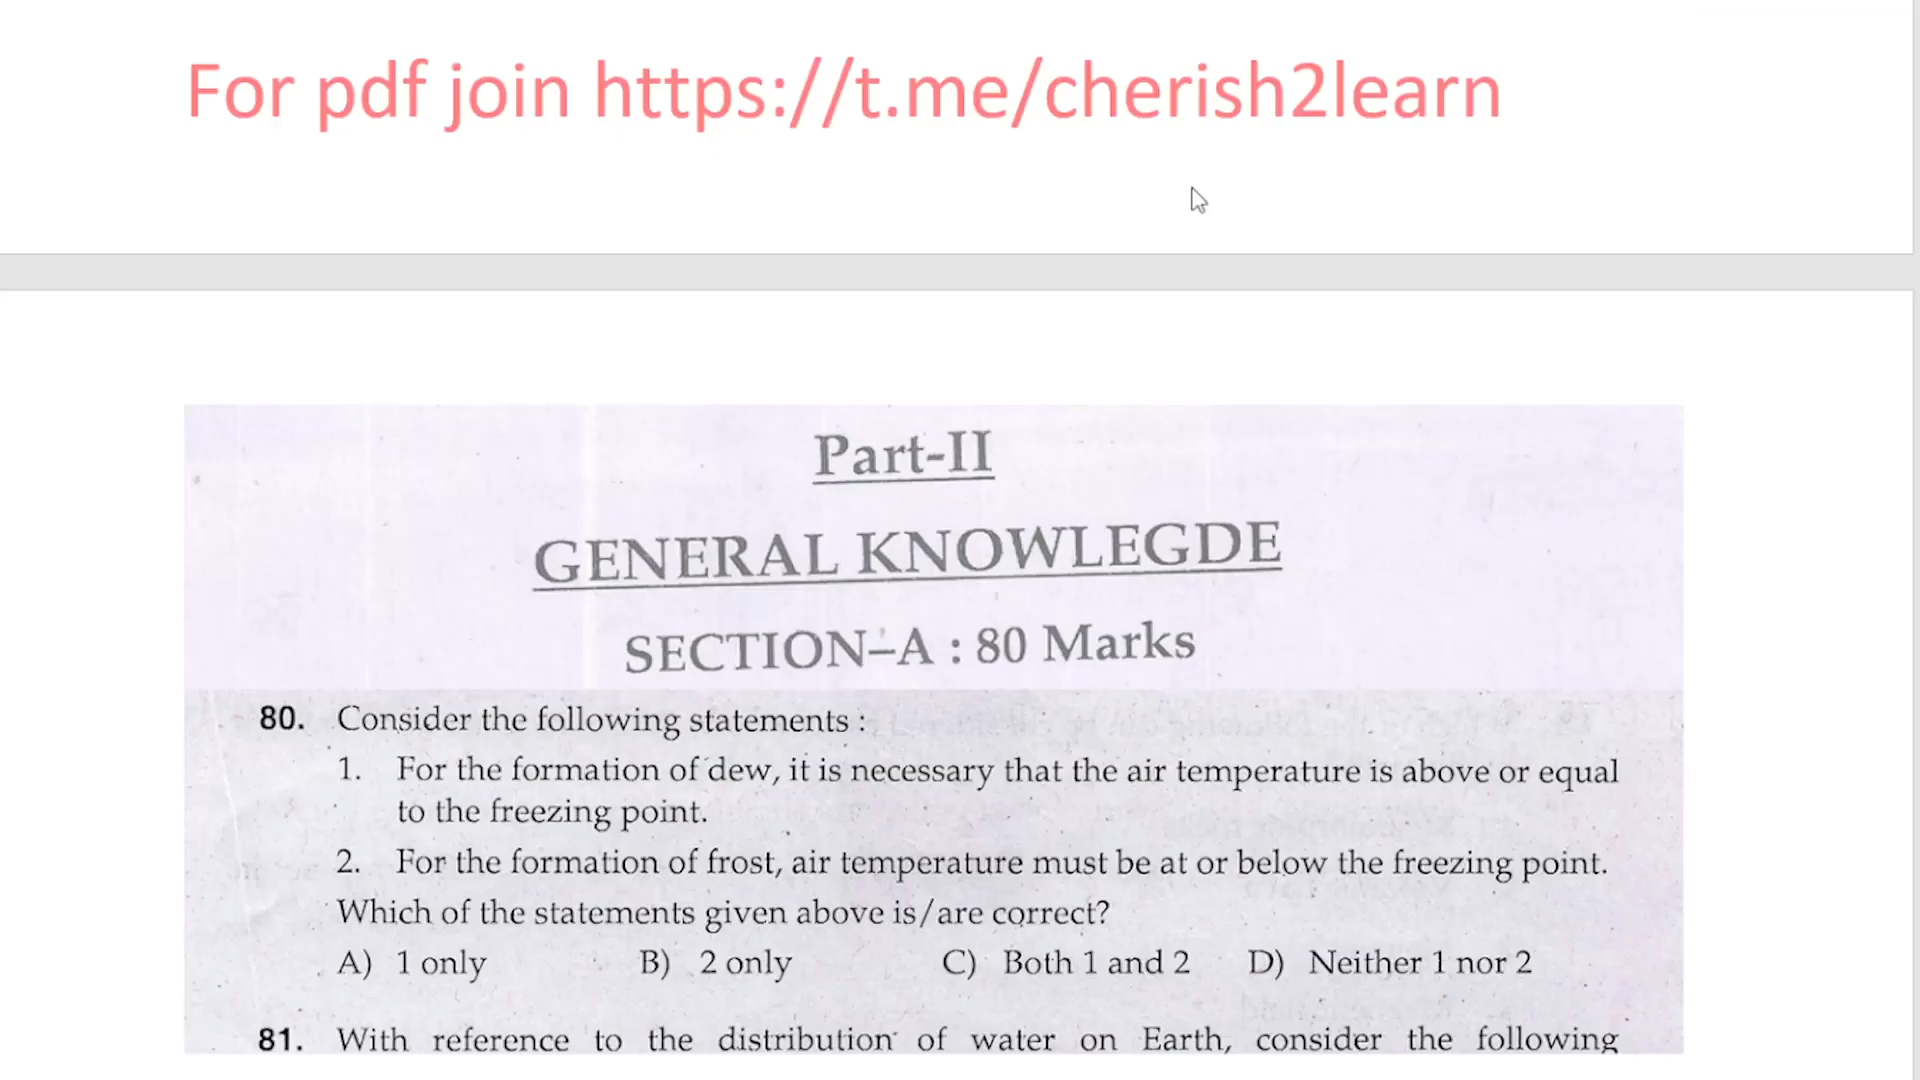 For pdf join https://t.me/cherish2learn
Part-II
GENERAL KNOWLEGDE
SECTION-A : 80 Marks
80. Consider the following statements :
1. For the formation of dew, it is necessary that the air temperature is above or equal
to the freezing point.
2. For the formation of frost, air temperature must be at or below the freezing point.
Which of the statements given above is/are correct?
A) 1 only B) 2 only C) Both 1 and 2 D) Neither 1 nor 2
81. With reference to the distribution of water on Earth, consider the following